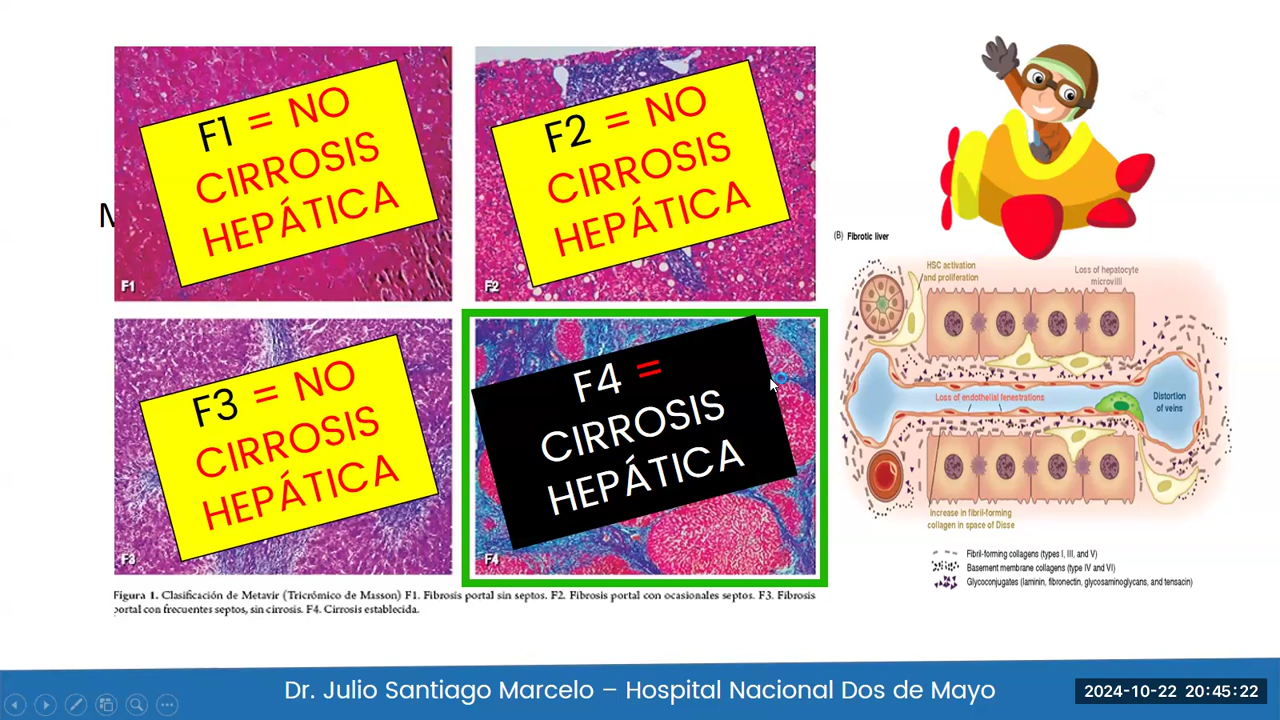 F1 = NO
CIRROSIS
HEPÁTICA
F1
F2 = NO
CIRROSIS
HEPÁTICA
F2
M
F3 = NO
CIRROSIS
HEPÁTICA
F3
F4 =
CIRROSIS
HEPÁTICA
F4
Figura 1. Clasificación de Metavir (Tricrómico de Masson) F1. Fibrosis portal sin septos. F2. Fibrosis portal con ocasionales septos. F3. Fibrosis
portal con frecuentes septos, sin cirrosis. F4. Cirrosis establecida.
(B) Fibrotic liver
HSC activation
and proliferation
Loss of hepatocyte
microvilli
Loss of endothelial fenestrations
Distortion
of veins
Increase in fibril-forming
collagen in space of Disse
Fibril-forming collagens (types I, III, and V)
Basement membrane collagens (type IV and VI)
Glycoconjugates (laminin, fibronectin, glycosaminoglycans, and tenascin)
Dr. Julio Santiago Marcelo – Hospital Nacional Dos de Mayo
2024-10-22 20:45:22